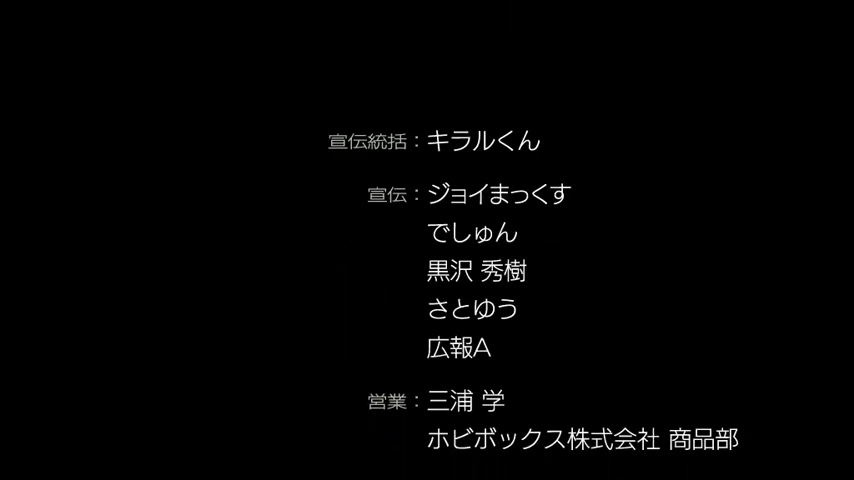 宣伝統括：キラルくん
宣伝：ジョイまっくす
でしゅん
黒沢 秀樹
さとゆう
広報A
営業：三浦 学
ホビボックス株式会社 商品部